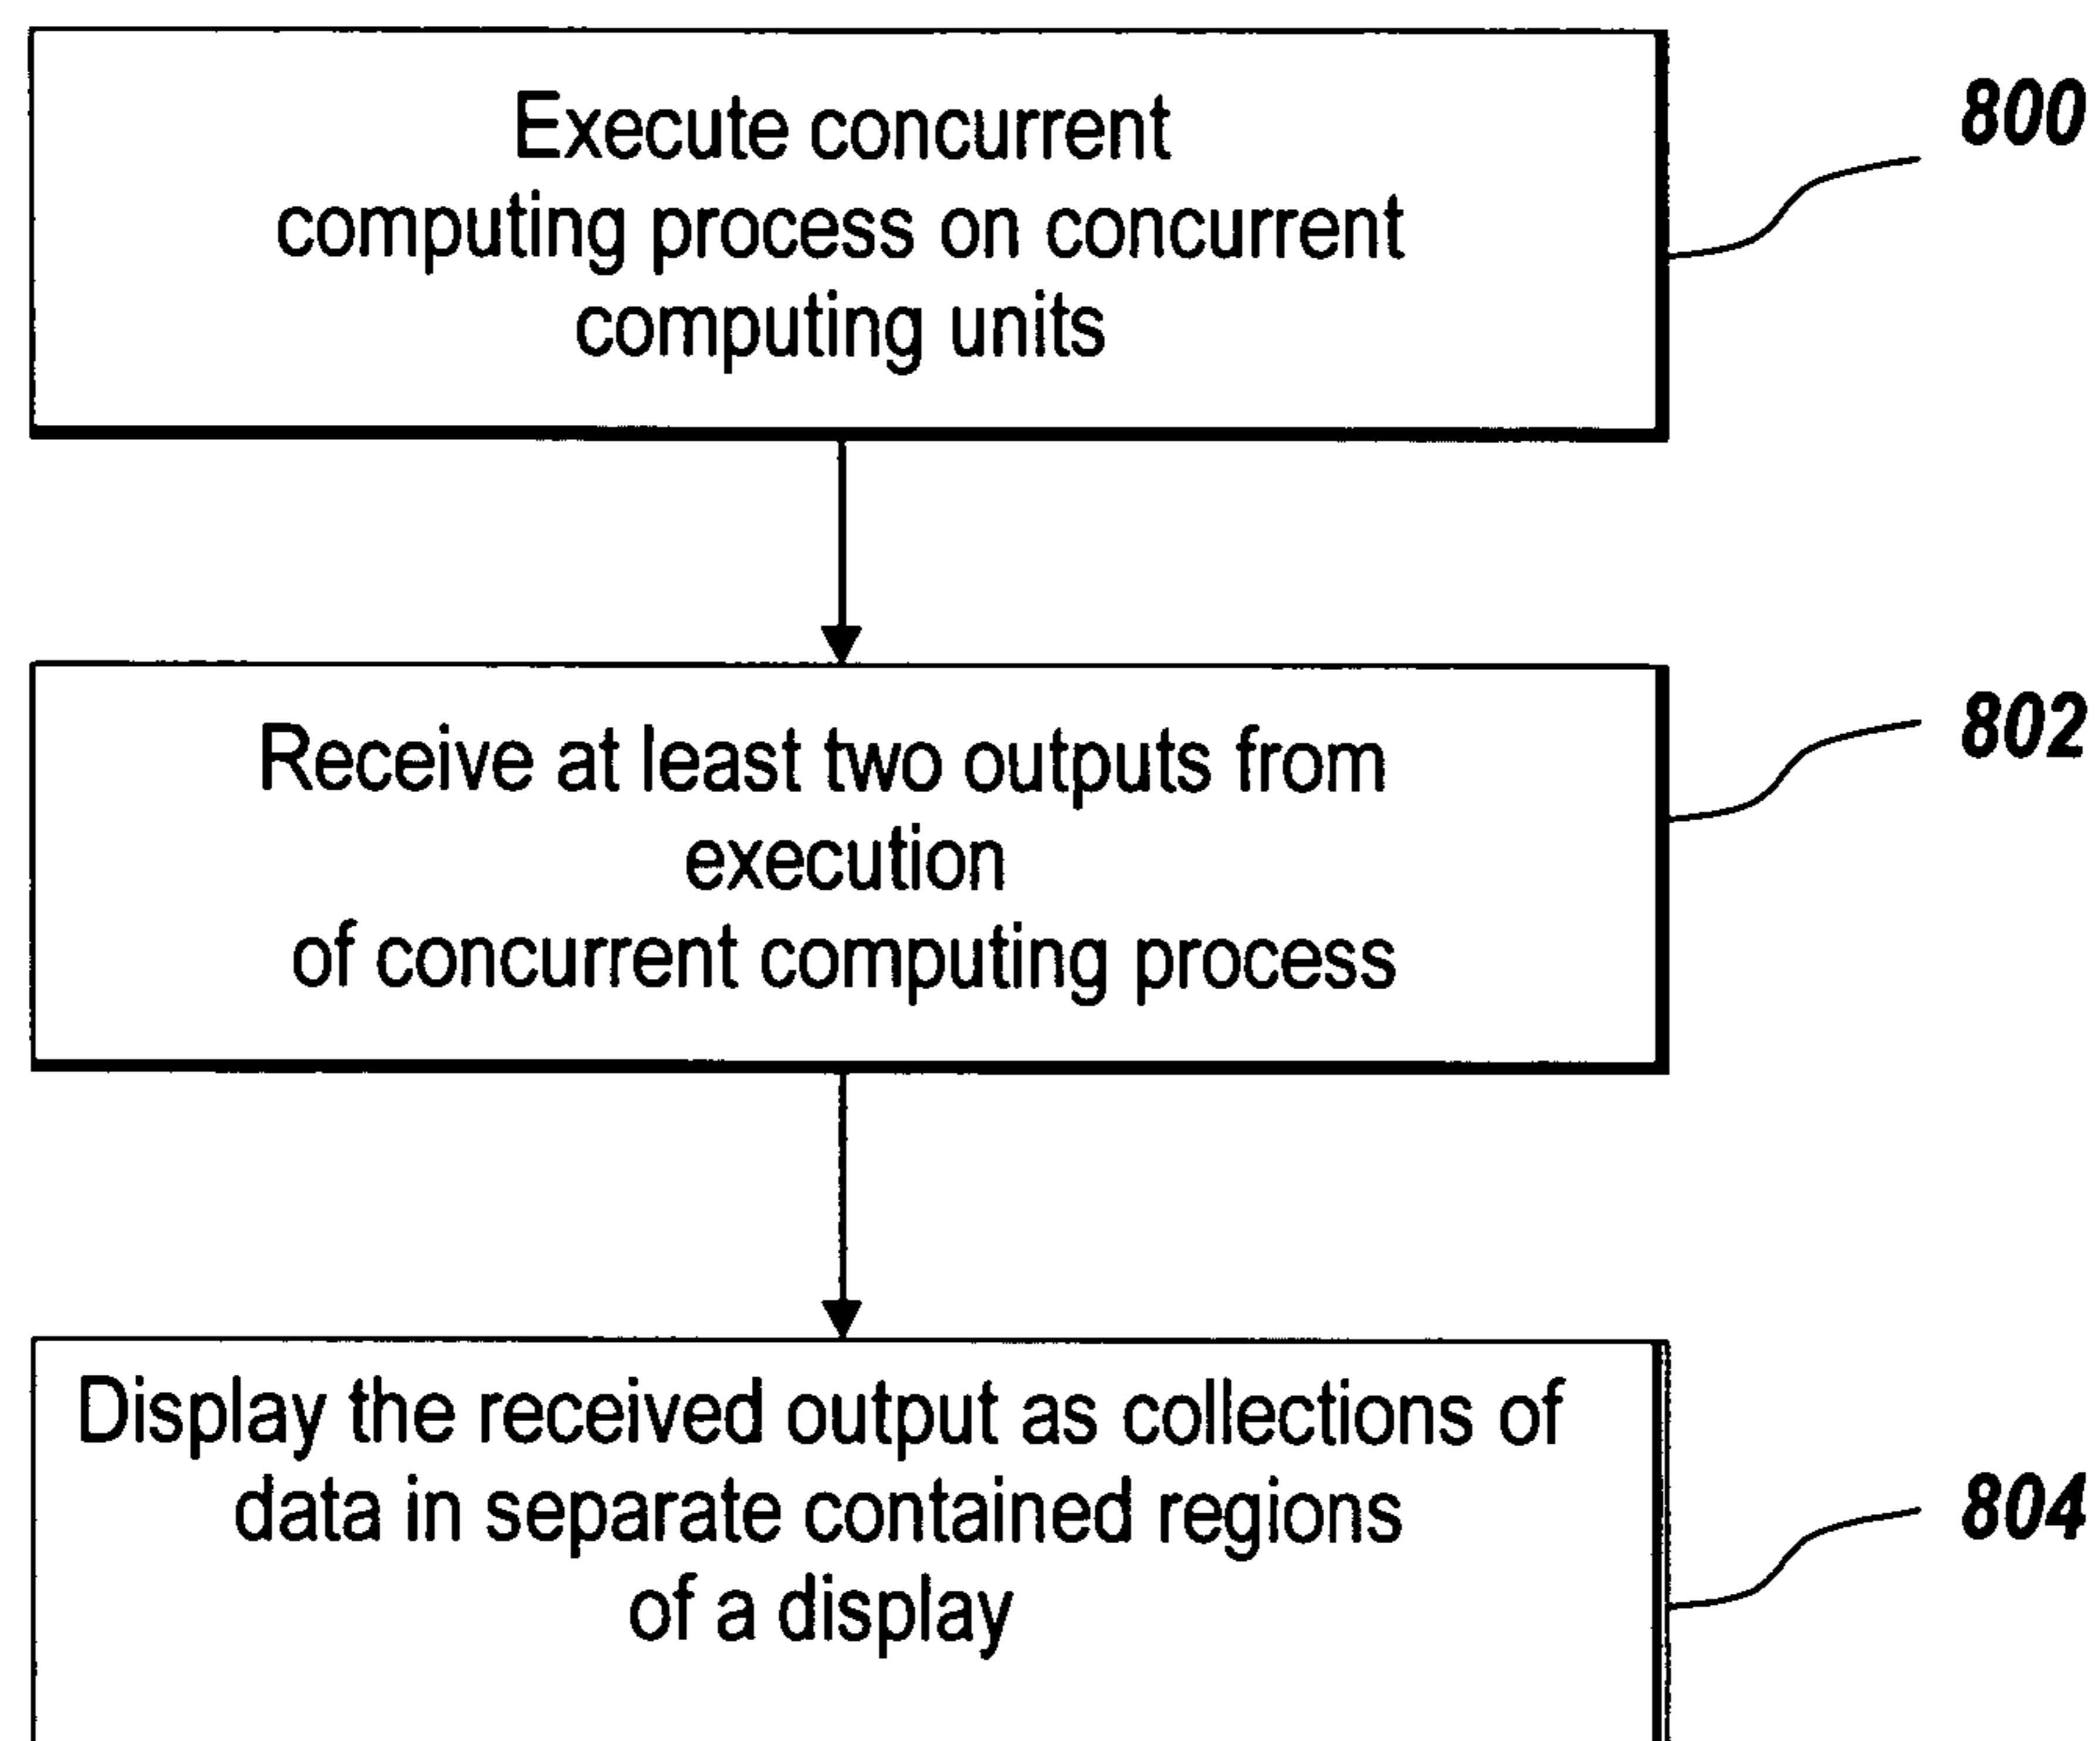 Execute concurrent
computing process on concurrent
computing units
800
Receive at least two outputs from
execution
of concurrent computing process
802
Display the received output as collections of
data in separate contained regions
of a display
804